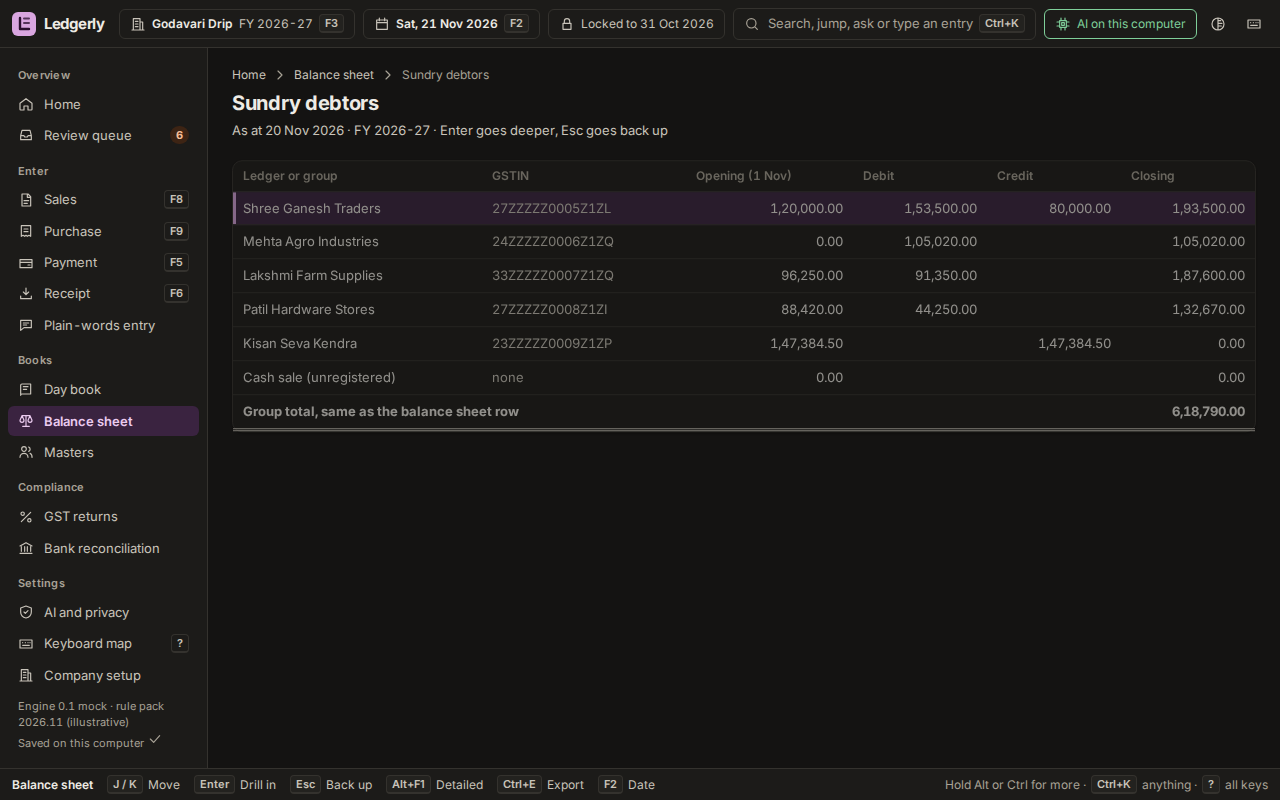 Ledgerly
Godavari Drip FY 2026-27 F3
Sat, 21 Nov 2026 F2
Locked to 31 Oct 2026
Search, jump, ask or type an entry Ctrl+K
AI on this computer
Overview
Home
Review queue 6
Enter
Sales F8
Purchase F9
Payment F5
Receipt F6
Plain-words entry
Books
Day book
Balance sheet
Masters
Compliance
GST returns
Bank reconciliation
Settings
AI and privacy
Keyboard map ?
Company setup
Engine 0.1 mock · rule pack
2026.11 (illustrative)
Saved on this computer
Home > Balance sheet > Sundry debtors
Sundry debtors
As at 20 Nov 2026 · FY 2026-27 · Enter goes deeper, Esc goes back up
Ledger or group GSTIN Opening (1 Nov) Debit Credit Closing
Shree Ganesh Traders 27ZZZZZ0005Z1ZL 1,20,000.00 1,53,500.00 80,000.00 1,93,500.00
Mehta Agro Industries 24ZZZZZ0006Z1ZQ 0.00 1,05,020.00 1,05,020.00
Lakshmi Farm Supplies 33ZZZZZ0007Z1ZQ 96,250.00 91,350.00 1,87,600.00
Patil Hardware Stores 27ZZZZZ0008Z1ZI 88,420.00 44,250.00 1,32,670.00
Kisan Seva Kendra 23ZZZZZ0009Z1ZP 1,47,384.50 1,47,384.50 0.00
Cash sale (unregistered) none 0.00 0.00
Group total, same as the balance sheet row 6,18,790.00
Balance sheet J / K Move Enter Drill in Esc Back up Alt+F1 Detailed Ctrl+E Export F2 Date
Hold Alt or Ctrl for more · Ctrl+K anything · ? all keys